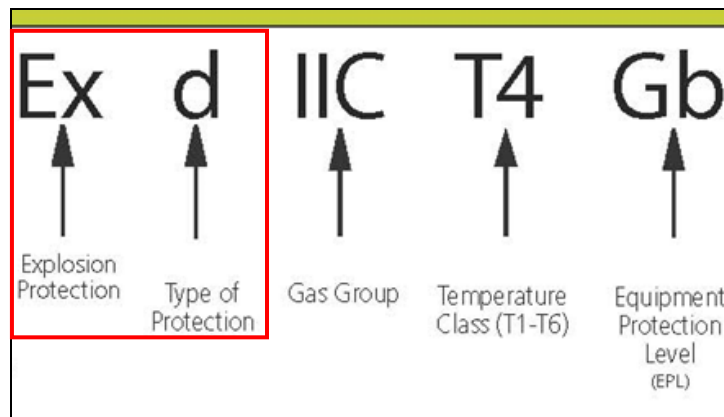 Ex d IIC T4 Gb
Explosion
Protection
Type of
Protection
Gas Group
Temperature
Class (T1-T6)
Equipment
Protection
Level
(EPL)